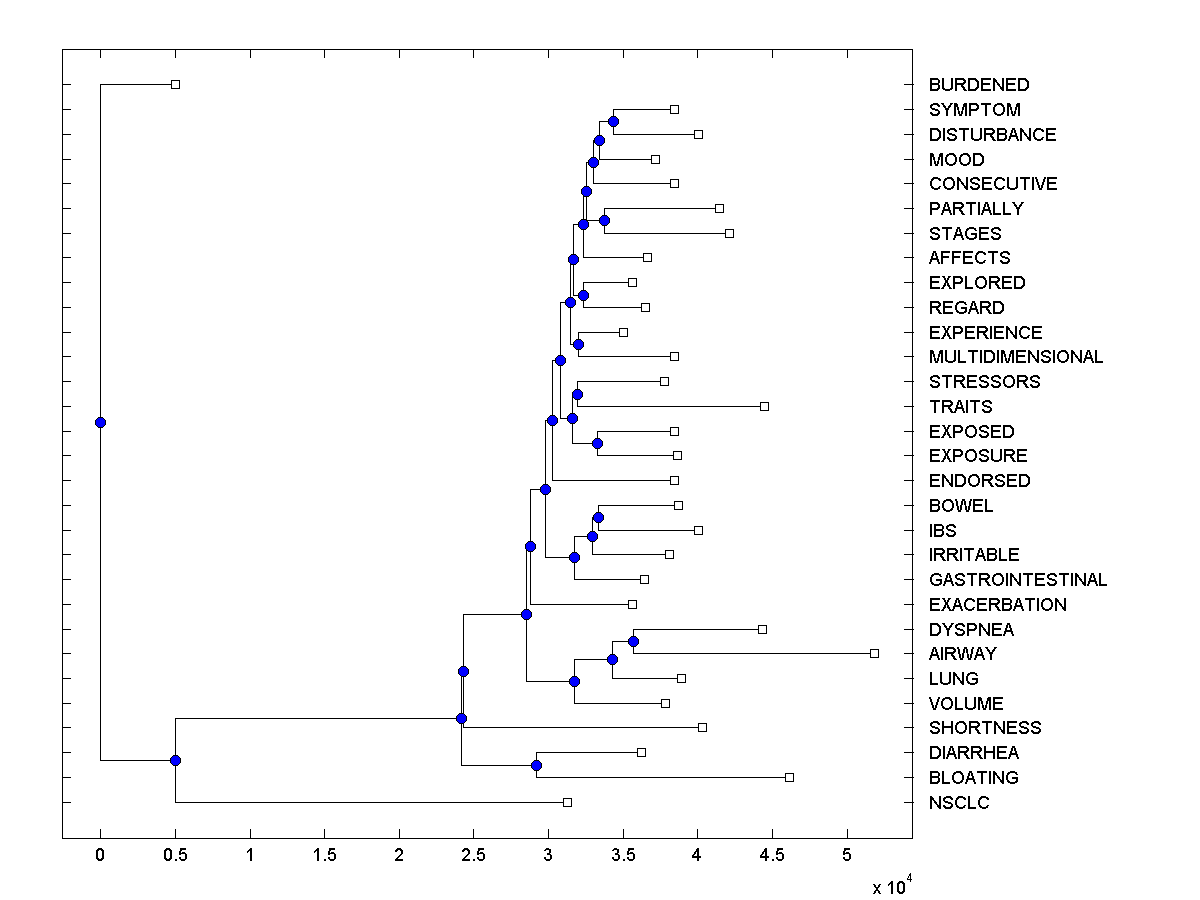 BURDENED
SYMPTOM
DISTURBANCE
MOOD
CONSECUTIVE
PARTIALLY
STAGES
AFFECTS
EXPLORED
REGARD
EXPERIENCE
MULTIDIMENSIONAL
STRESSORS
TRAITS
EXPOSED
EXPOSURE
ENDORSED
BOWEL
IBS
IRRITABLE
GASTROINTESTINAL
EXACERBATION
DYSPNEA
AIRWAY
LUNG
VOLUME
SHORTNESS
DIARRHEA
BLOATING
NSCLC
0 0.5 1 1.5 2 2.5 3 3.5 4 4.5 5
x 10^4